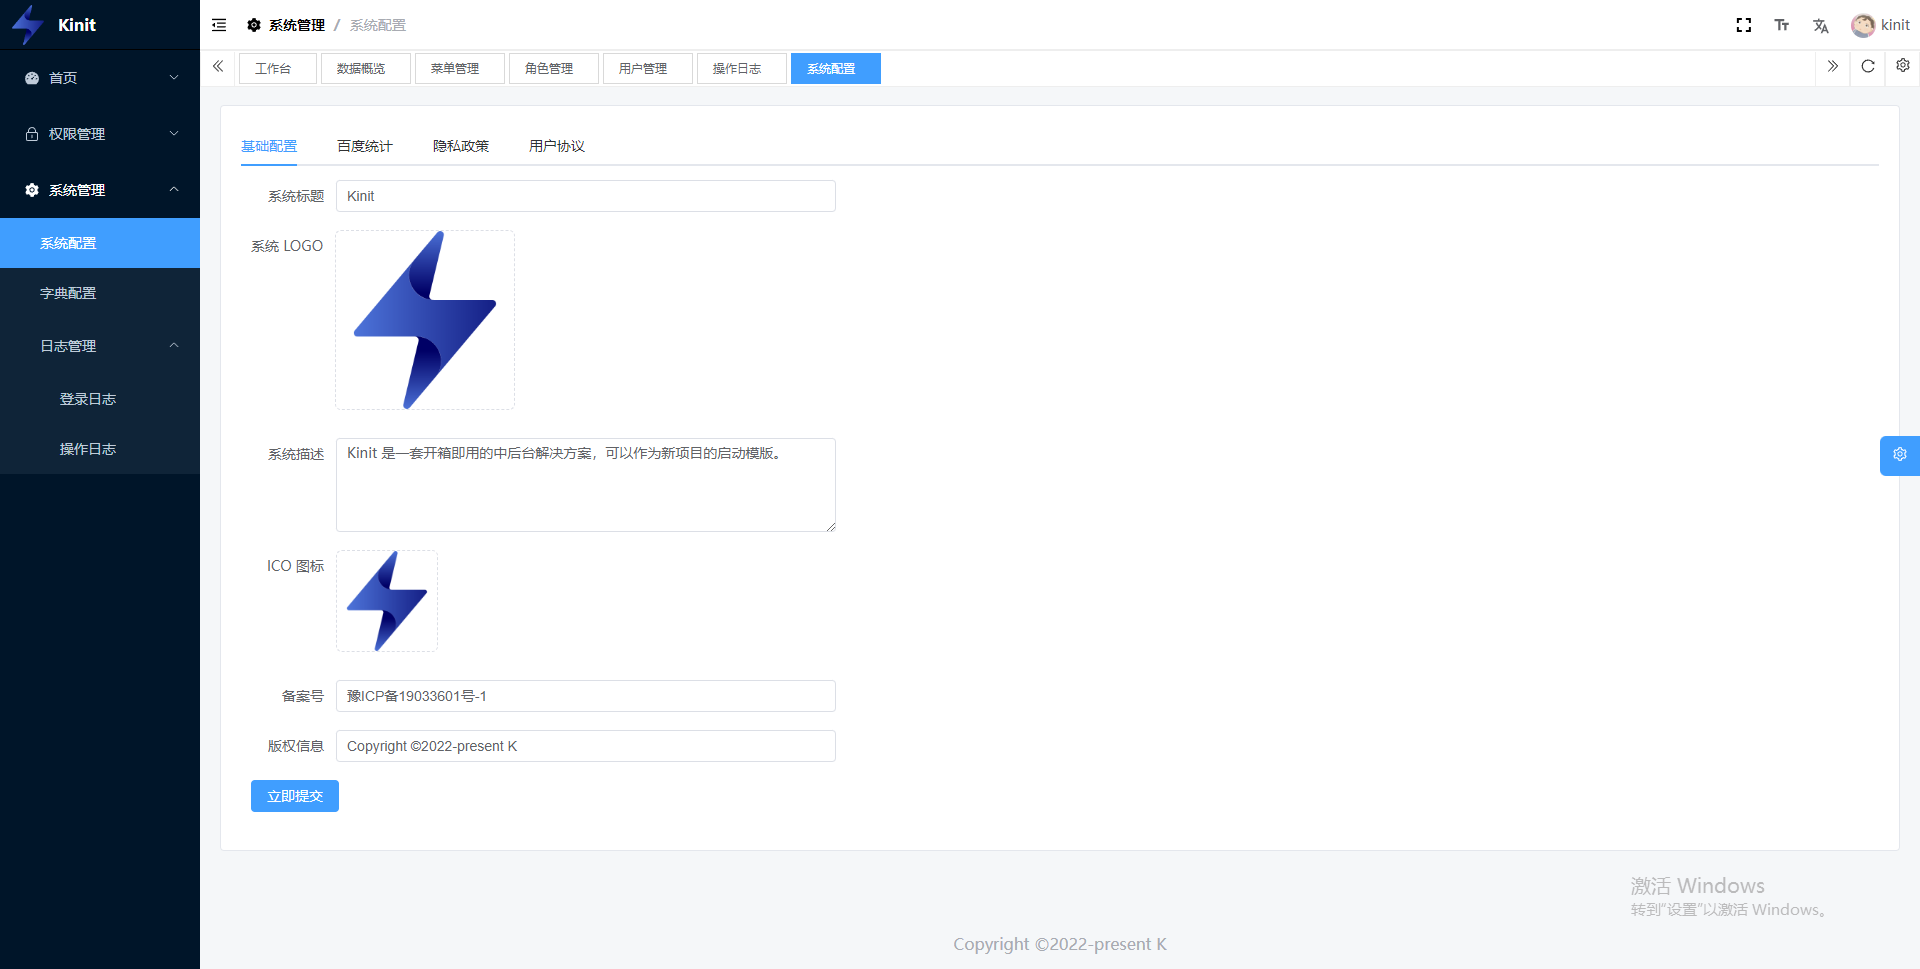 Kinit
系统管理 / 系统配置
kinit
首页
权限管理
系统管理
系统配置
字典配置
日志管理
登录日志
操作日志
工作台 数据概览 菜单管理 角色管理 用户管理 操作日志 系统配置
基础配置 百度统计 隐私政策 用户协议
系统标题 Kinit
系统 LOGO
系统描述 Kinit 是一套开箱即用的中后台解决方案，可以作为新项目的启动模版。
ICO 图标
备案号 豫ICP备19033601号-1
版权信息 Copyright ©2022-present K
立即提交
激活 Windows
转到"设置"以激活 Windows。
Copyright ©2022-present K